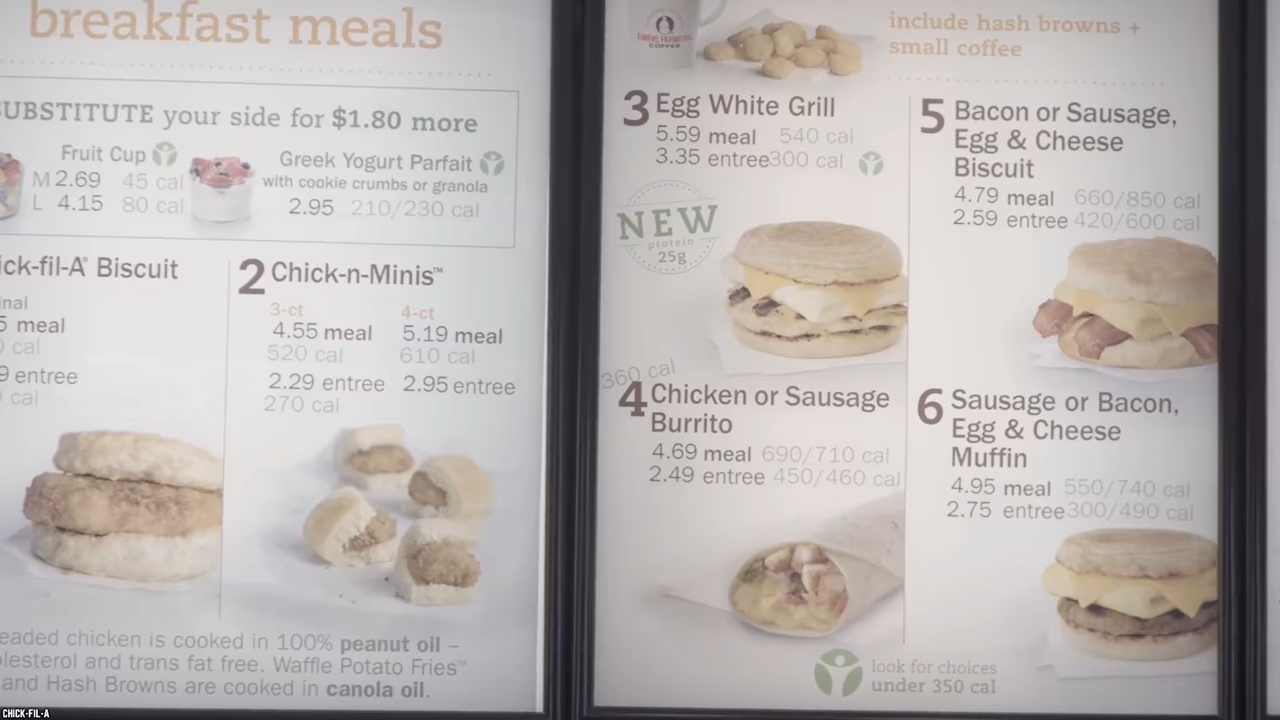 breakfast meals
SUBSTITUTE your side for $1.80 more
Fruit Cup
M 2.69 45 cal
L 4.15 80 cal
Greek Yogurt Parfait
with cookie crumbs or granola
2.95 210/230 cal
ick-fil-A® Biscuit
inal
5 meal
0 cal
9 entree
cal
2 Chick-n-Minis™
3-ct 4-ct
4.55 meal 5.19 meal
520 cal 610 cal
2.29 entree 2.95 entree
270 cal
360 cal
eaded chicken is cooked in 100% peanut oil –
lesterol and trans fat free. Waffle Potato Fries™
and Hash Browns are cooked in canola oil.
THRIVE FARMERS
COFFEE
include hash browns +
small coffee
3 Egg White Grill
5.59 meal 540 cal
3.35 entree 300 cal
NEW
protein
25g
4 Chicken or Sausage
Burrito
4.69 meal 690/710 cal
2.49 entree 450/460 cal
5 Bacon or Sausage,
Egg & Cheese
Biscuit
4.79 meal 660/850 cal
2.59 entree 420/600 cal
6 Sausage or Bacon,
Egg & Cheese
Muffin
4.95 meal 550/740 cal
2.75 entree 300/490 cal
look for choices
under 350 cal
CHICK-FIL-A